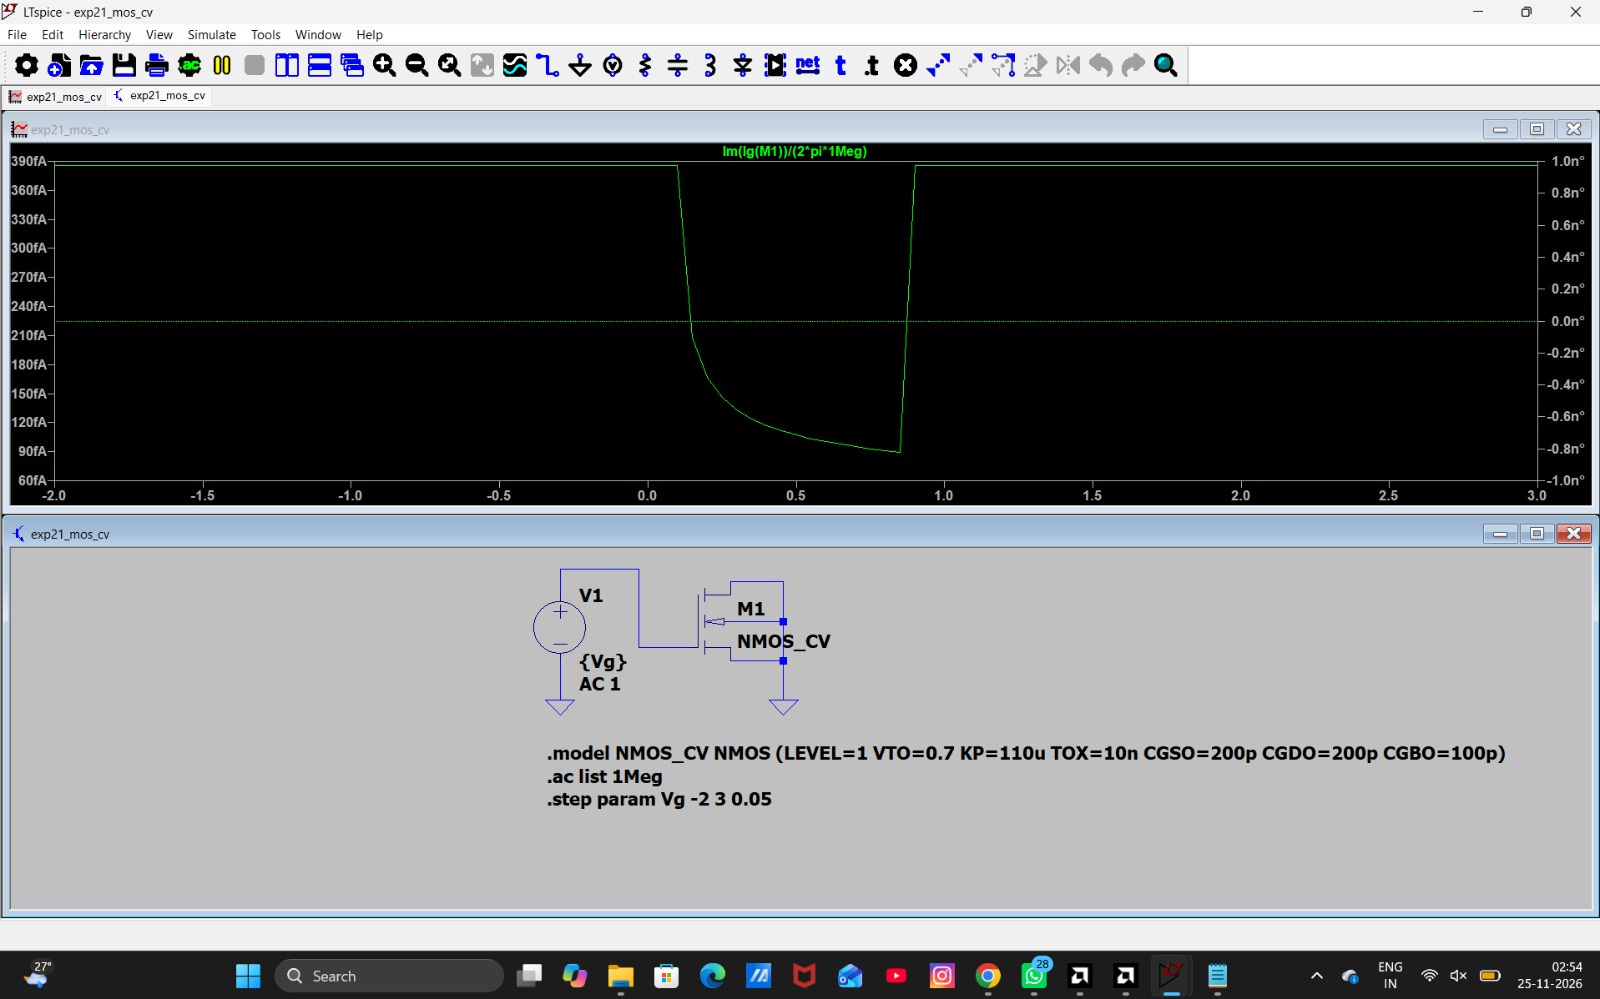 LTspice - exp21_mos_cv
File Edit Hierarchy View Simulate Tools Window Help
ac net t .t
exp21_mos_cv exp21_mos_cv
exp21_mos_cv
Im(Ig(M1))/(2*pi*1Meg)
390fA 1.0n°
360fA 0.8n°
330fA 0.6n°
300fA 0.4n°
270fA 0.2n°
240fA 0.0n°
210fA -0.2n°
180fA -0.4n°
150fA -0.6n°
120fA -0.8n°
90fA -1.0n°
60fA
-2.0 -1.5 -1.0 -0.5 0.0 0.5 1.0 1.5 2.0 2.5 3.0
exp21_mos_cv
V1
M1
NMOS_CV
{Vg}
AC 1
.model NMOS_CV NMOS (LEVEL=1 VTO=0.7 KP=110u TOX=10n CGSO=200p CGDO=200p CGBO=100p)
.ac list 1Meg
.step param Vg -2 3 0.05
27°
Search
28
ENG
IN
02:54
25-11-2026